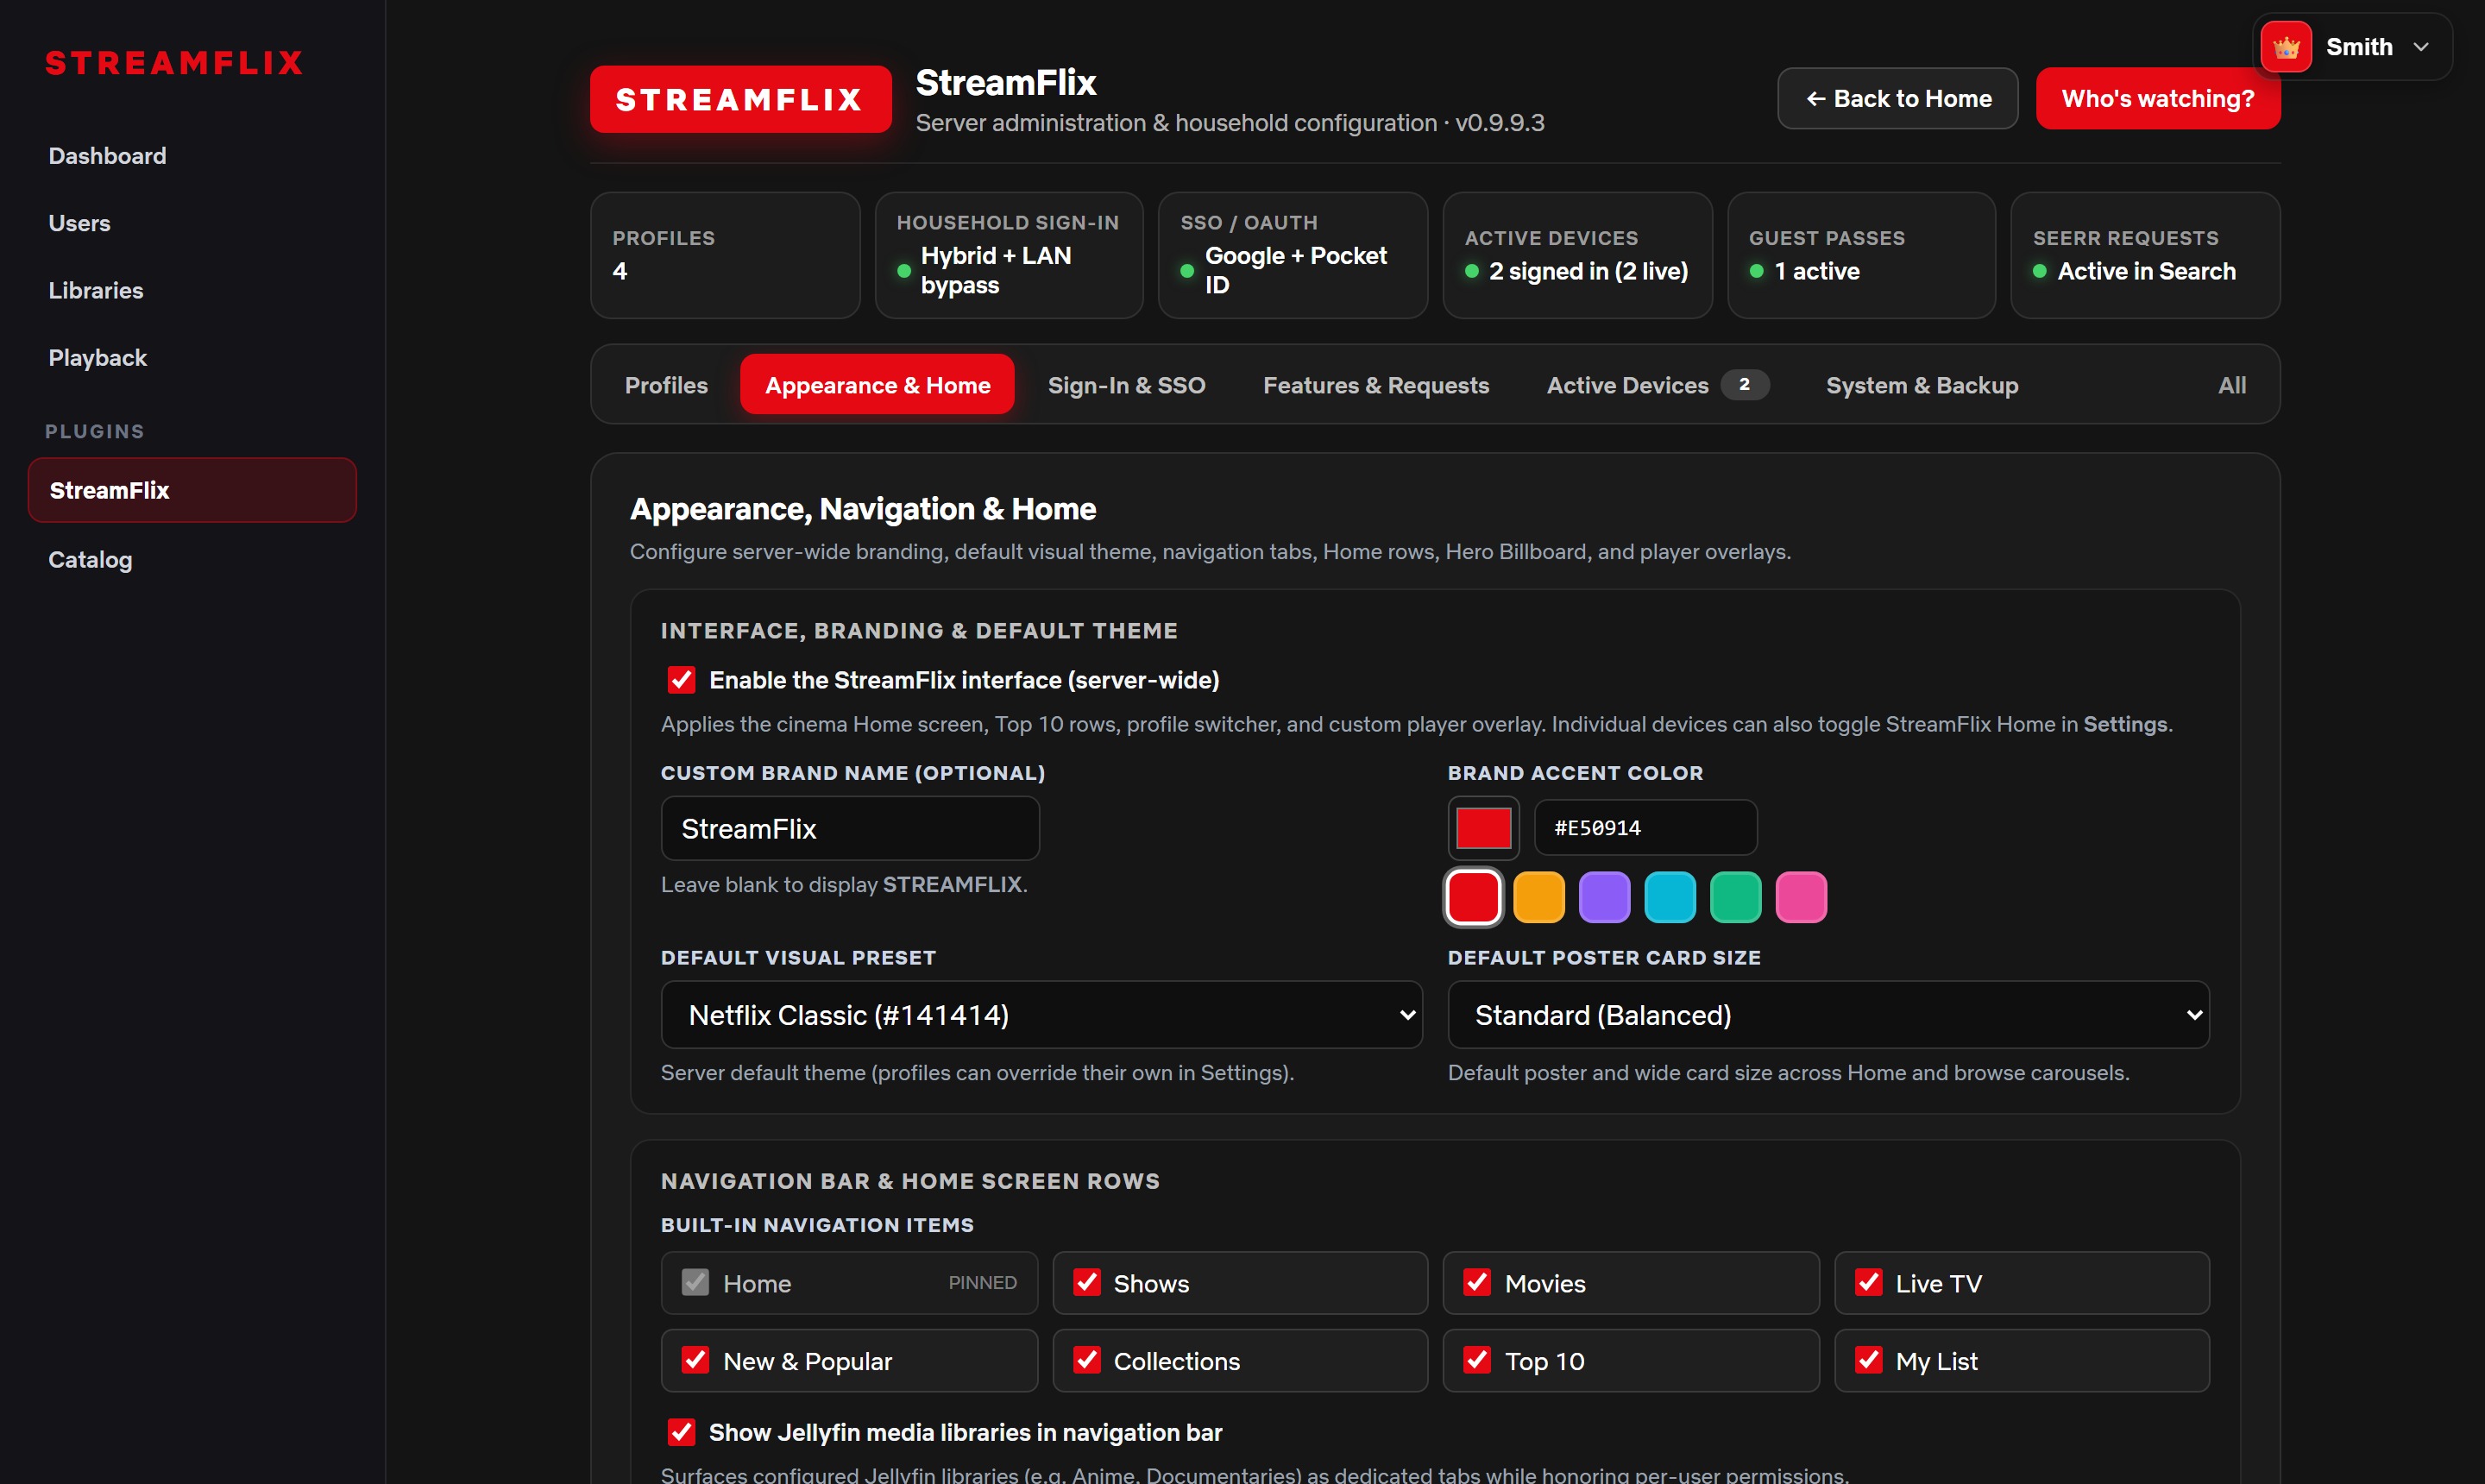 STREAMFLIX
Dashboard
Users
Libraries
Playback
PLUGINS
StreamFlix
Catalog
Smith
STREAMFLIX
StreamFlix
Server administration & household configuration · v0.9.9.3
← Back to Home
Who's watching?
PROFILES
4
HOUSEHOLD SIGN-IN
Hybrid + LAN
bypass
SSO / OAUTH
Google + Pocket
ID
ACTIVE DEVICES
2 signed in (2 live)
GUEST PASSES
1 active
SEERR REQUESTS
Active in Search
Profiles
Appearance & Home
Sign-In & SSO
Features & Requests
Active Devices 2
System & Backup
All
Appearance, Navigation & Home
Configure server-wide branding, default visual theme, navigation tabs, Home rows, Hero Billboard, and player overlays.
INTERFACE, BRANDING & DEFAULT THEME
Enable the StreamFlix interface (server-wide)
Applies the cinema Home screen, Top 10 rows, profile switcher, and custom player overlay. Individual devices can also toggle StreamFlix Home in Settings.
CUSTOM BRAND NAME (OPTIONAL)
StreamFlix
Leave blank to display STREAMFLIX.
BRAND ACCENT COLOR
#E50914
DEFAULT VISUAL PRESET
Netflix Classic (#141414)
Server default theme (profiles can override their own in Settings).
DEFAULT POSTER CARD SIZE
Standard (Balanced)
Default poster and wide card size across Home and browse carousels.
NAVIGATION BAR & HOME SCREEN ROWS
BUILT-IN NAVIGATION ITEMS
Home PINNED
Shows
Movies
Live TV
New & Popular
Collections
Top 10
My List
Show Jellyfin media libraries in navigation bar
Surfaces configured Jellyfin libraries (e.g. Anime, Documentaries) as dedicated tabs while honoring per-user permissions.